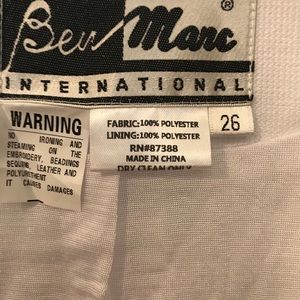 Ben Marc ®
INTERNATIONAL
WARNING
NO IRONING AND
STEAMING ON THE
EMBROIDERY, BEADINGS
SEQUINS, LEATHER AND
POLYURETHENT
IT CAUSES DAMAGES
FABRIC:100% POLYESTER
LINING:100% POLYESTER
RN#87388
MADE IN CHINA
DRY CLEAN ONLY
26